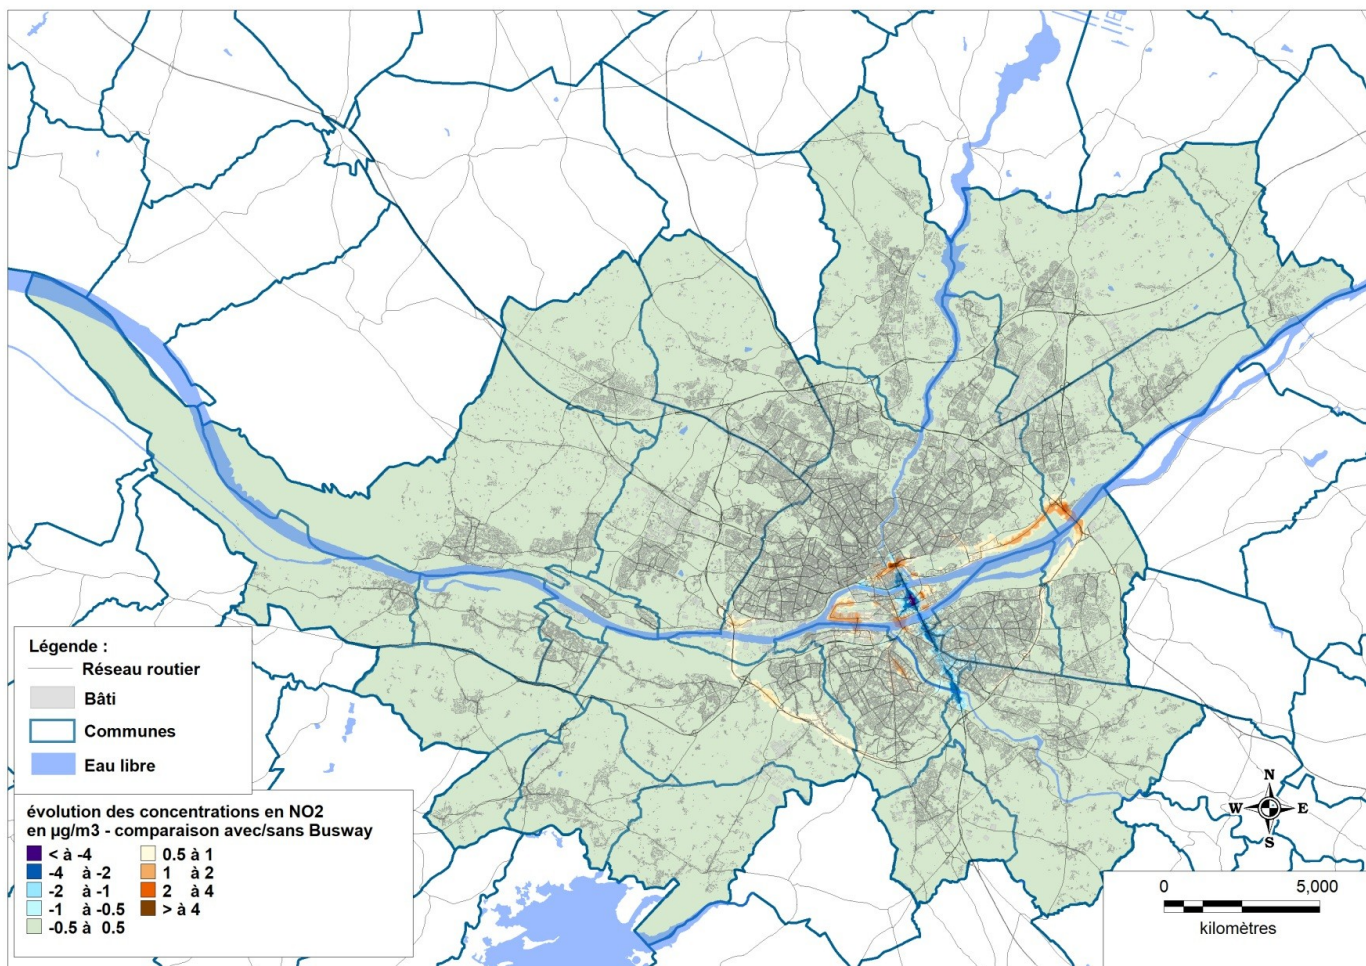 Légende :
Réseau routier
Bâti
Communes
Eau libre
évolution des concentrations en NO2
en µg/m3 - comparaison avec/sans Busway
< à -4
-4 à -2
-2 à -1
-1 à -0.5
-0.5 à 0.5
0.5 à 1
1 à 2
2 à 4
> à 4
N
W E
S
0 5,000
kilomètres